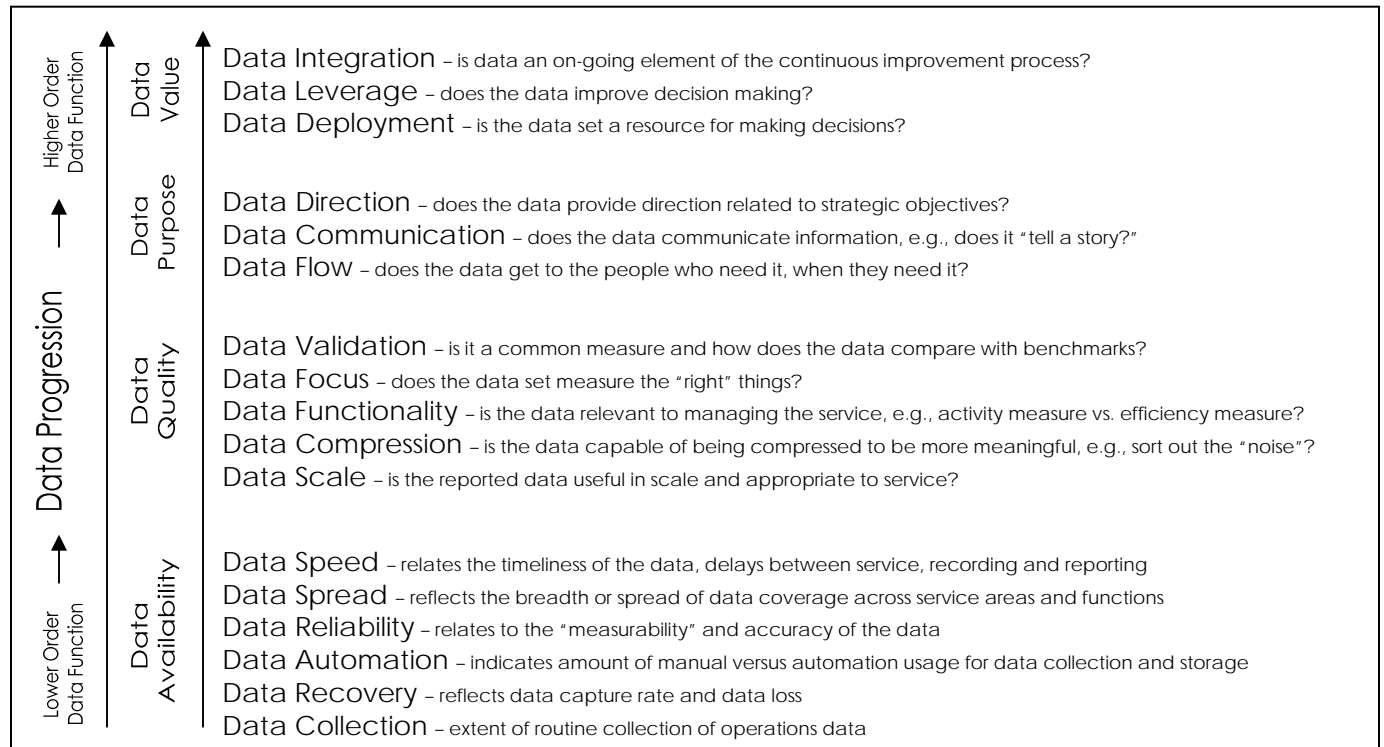 Higher Order
Data Function
Data Progression
Lower Order
Data Function
Data
Value
Data Integration – is data an on-going element of the continuous improvement process?
Data Leverage – does the data improve decision making?
Data Deployment – is the data set a resource for making decisions?
Data
Purpose
Data Direction – does the data provide direction related to strategic objectives?
Data Communication – does the data communicate information, e.g., does it “tell a story?”
Data Flow – does the data get to the people who need it, when they need it?
Data
Quality
Data Validation – is it a common measure and how does the data compare with benchmarks?
Data Focus – does the data set measure the “right” things?
Data Functionality – is the data relevant to managing the service, e.g., activity measure vs. efficiency measure?
Data Compression – is the data capable of being compressed to be more meaningful, e.g., sort out the “noise”?
Data Scale – is the reported data useful in scale and appropriate to service?
Data
Availability
Data Speed – relates the timeliness of the data, delays between service, recording and reporting
Data Spread – reflects the breadth or spread of data coverage across service areas and functions
Data Reliability – relates to the “measurability” and accuracy of the data
Data Automation – indicates amount of manual versus automation usage for data collection and storage
Data Recovery – reflects data capture rate and data loss
Data Collection – extent of routine collection of operations data